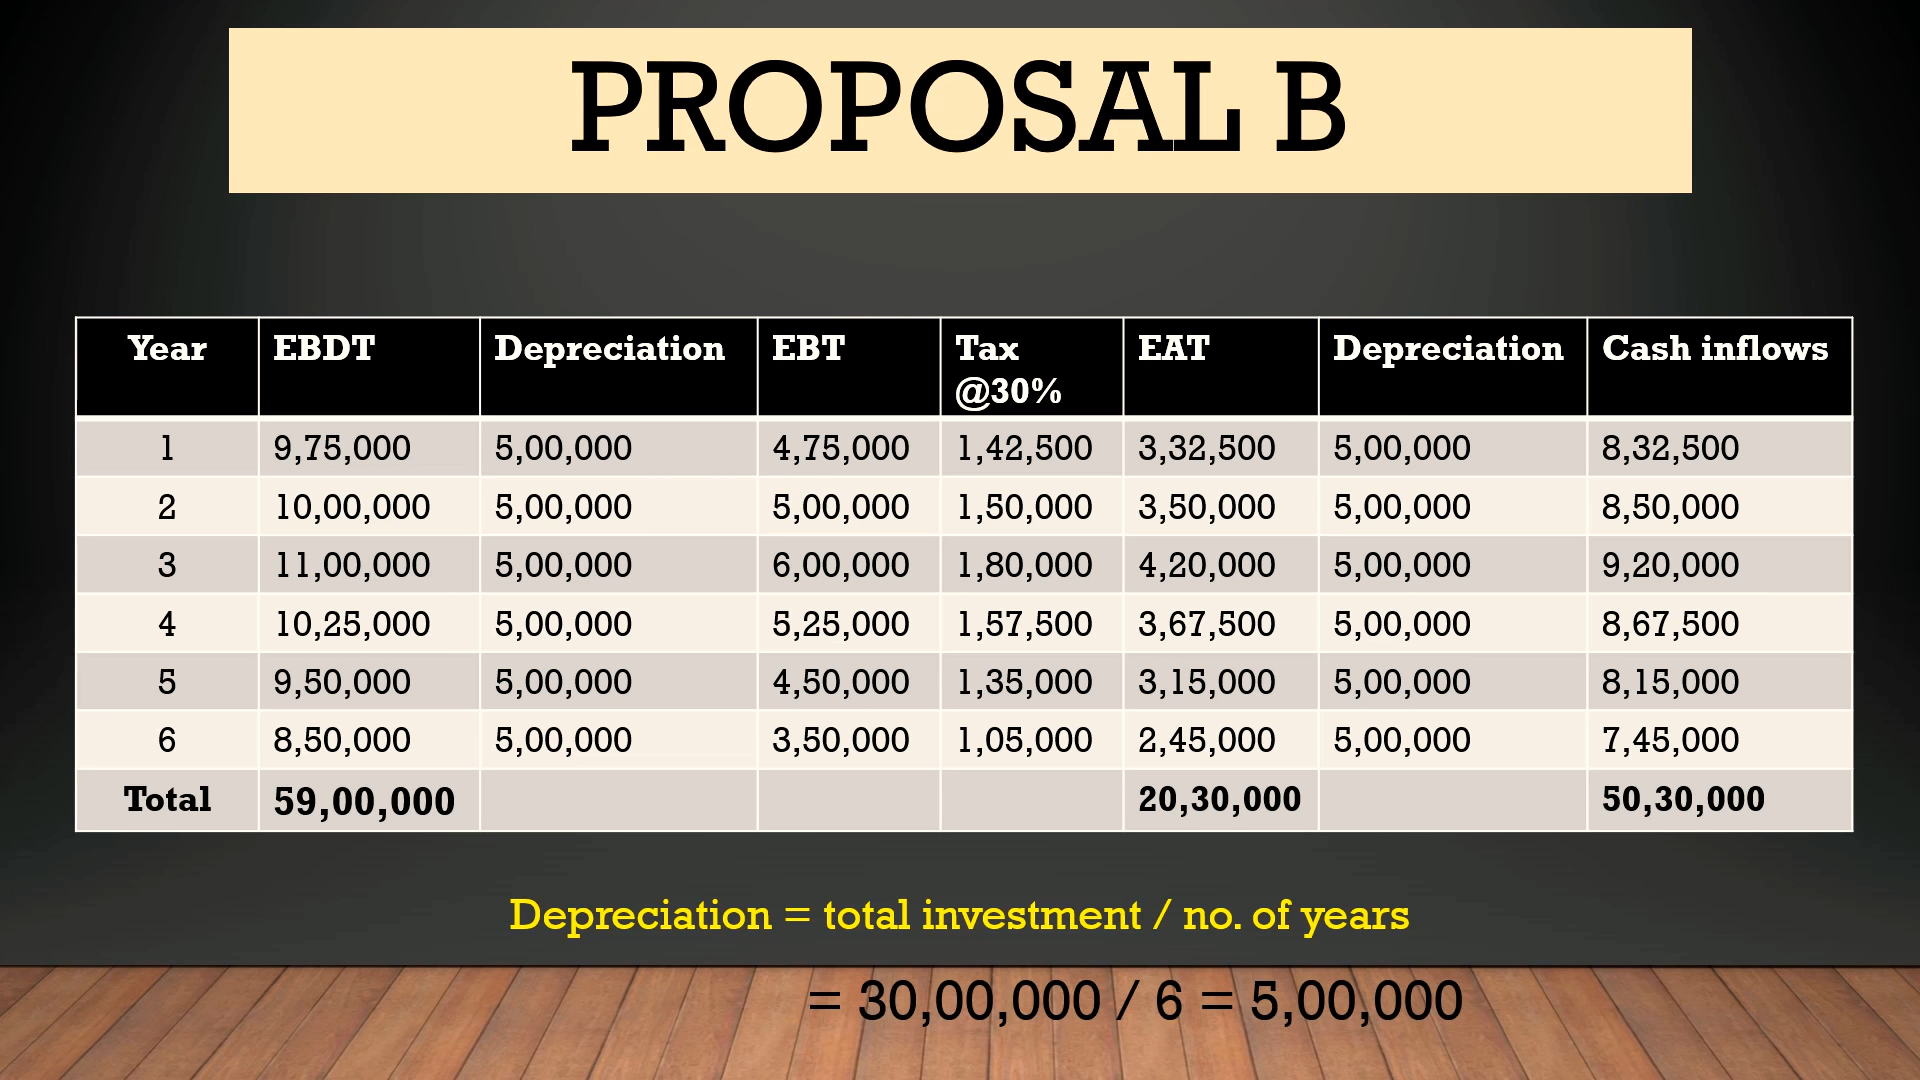 PROPOSAL B
Year EBDT Depreciation EBT Tax @30% EAT Depreciation Cash inflows
1 9,75,000 5,00,000 4,75,000 1,42,500 3,32,500 5,00,000 8,32,500
2 10,00,000 5,00,000 5,00,000 1,50,000 3,50,000 5,00,000 8,50,000
3 11,00,000 5,00,000 6,00,000 1,80,000 4,20,000 5,00,000 9,20,000
4 10,25,000 5,00,000 5,25,000 1,57,500 3,67,500 5,00,000 8,67,500
5 9,50,000 5,00,000 4,50,000 1,35,000 3,15,000 5,00,000 8,15,000
6 8,50,000 5,00,000 3,50,000 1,05,000 2,45,000 5,00,000 7,45,000
Total 59,00,000 20,30,000 50,30,000
Depreciation = total investment / no. of years
= 30,00,000 / 6 = 5,00,000